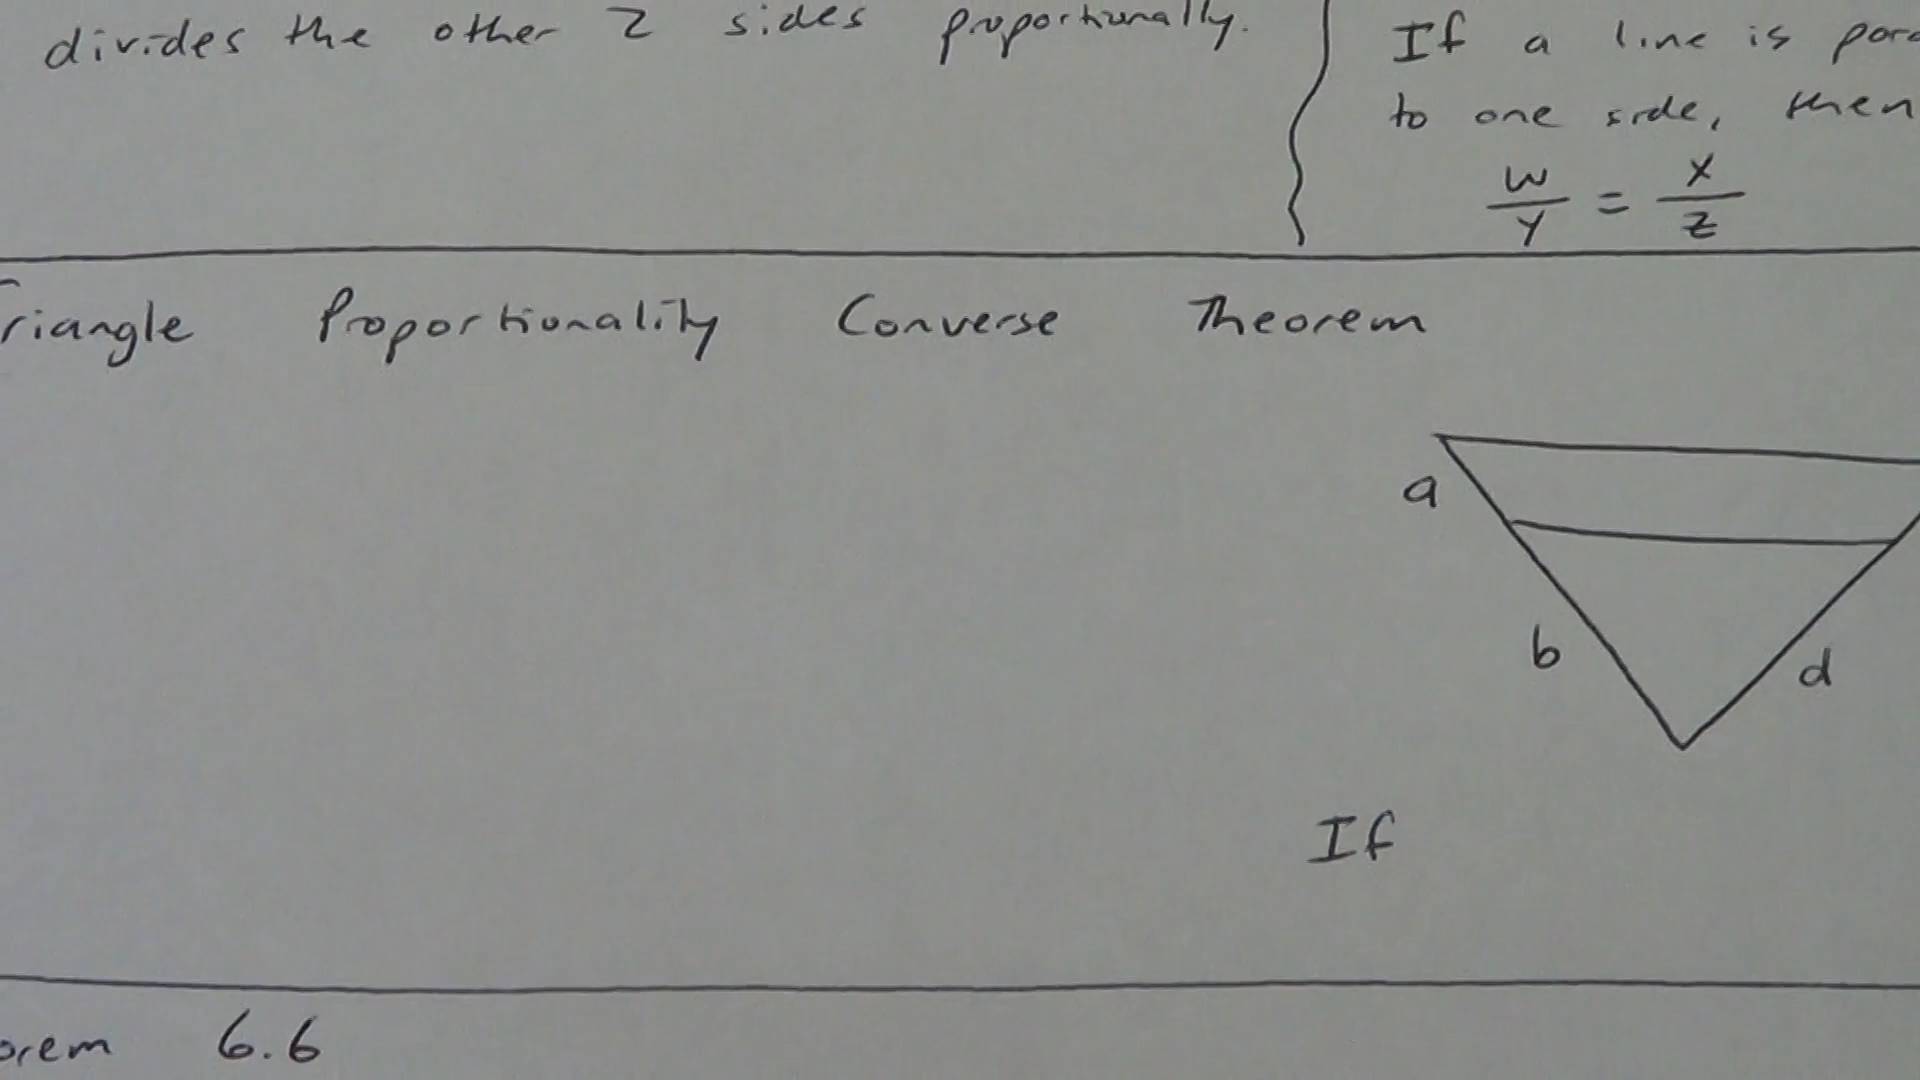 divides the other 2 sides proportionally.
If a line is para
to one side, then
w/y = x/z
Triangle Proportionality Converse Theorem
a
b
d
If
orem 6.6